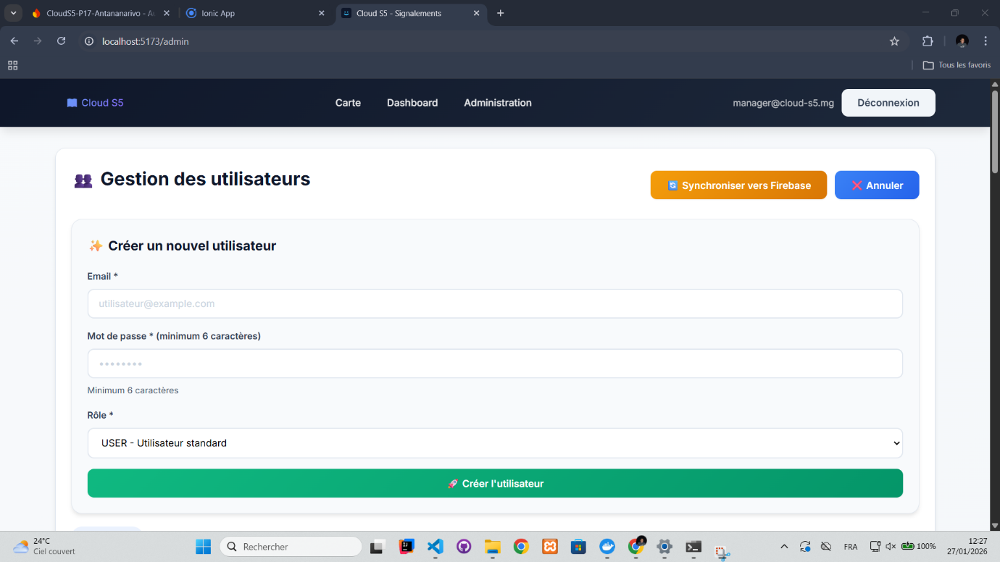 CloudS5-P17-Antananarivo - Au
Ionic App
Cloud S5 - Signalements
localhost:5173/admin
Tous les favoris
Cloud S5
Carte
Dashboard
Administration
manager@cloud-s5.mg
Déconnexion
Gestion des utilisateurs
Synchroniser vers Firebase
Annuler
Créer un nouvel utilisateur
Email *
utilisateur@example.com
Mot de passe * (minimum 6 caractères)
••••••••
Minimum 6 caractères
Rôle *
USER - Utilisateur standard
Créer l'utilisateur
24°C
Ciel couvert
Rechercher
FRA
100%
12:27
27/01/2026